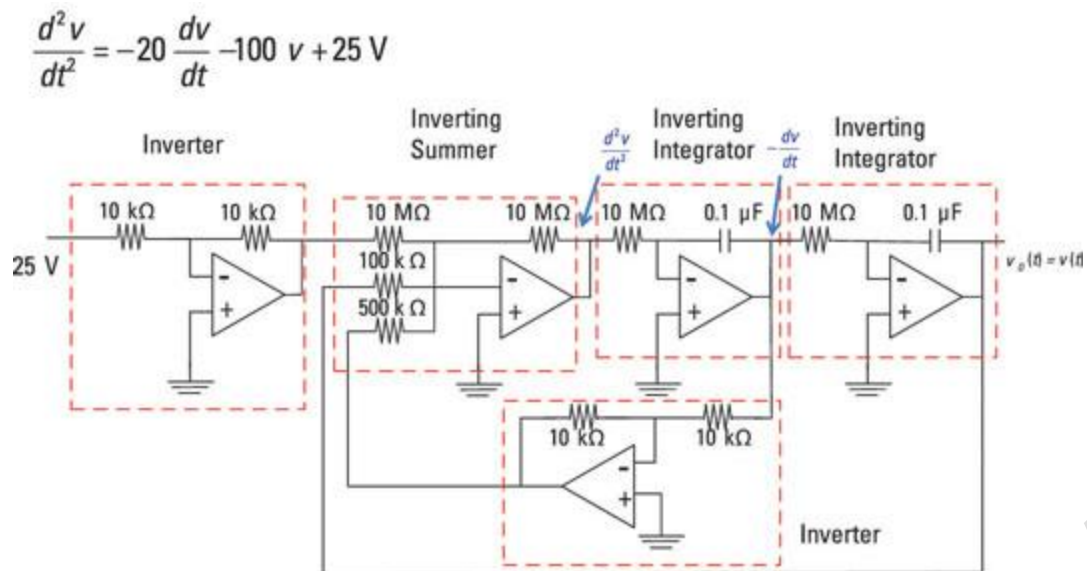 d²v/dt² = −20 dv/dt −100 v + 25 V
Inverter
Inverting
Summer
d²v/dt²
Inverting
Integrator
−dv/dt
Inverting
Integrator
10 kΩ
10 kΩ
10 MΩ
10 MΩ
10 MΩ
0.1 µF
10 MΩ
0.1 µF
25 V
100 k Ω
500 k Ω
v₀(t) = v(t)
-
+
-
+
-
+
-
+
10 kΩ
10 kΩ
-
+
Inverter